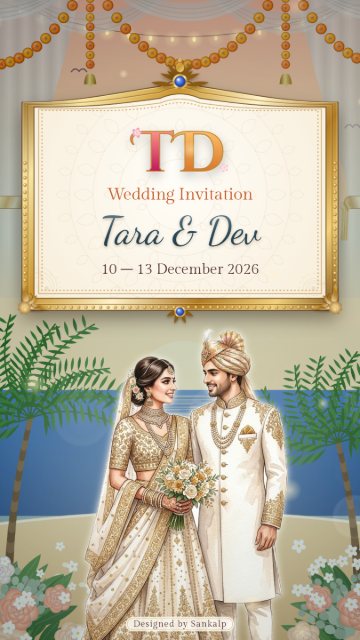 TD
Wedding Invitation
Tara & Dev
10 — 13 December 2026
Designed by Sankalp